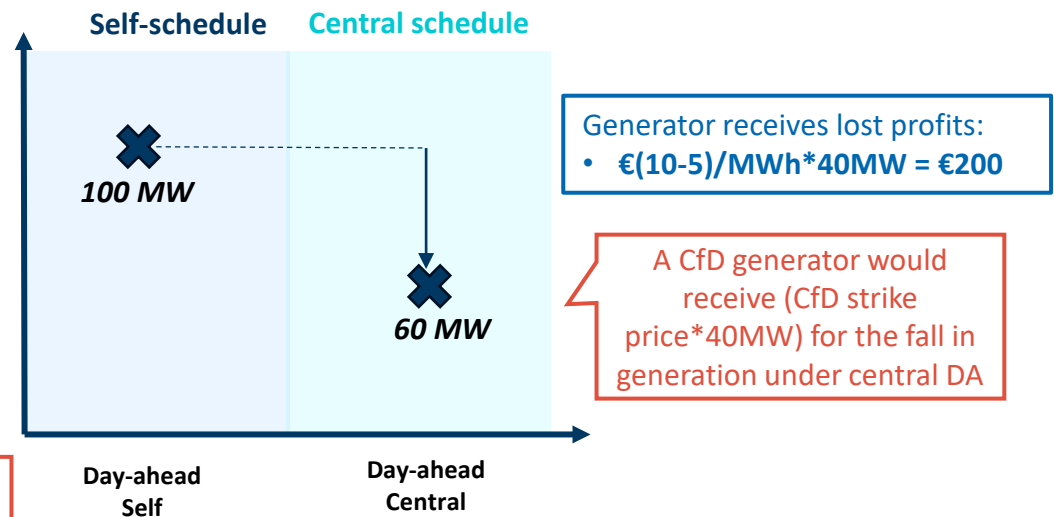 Self-schedule
Central schedule
100 MW
60 MW
Generator receives lost profits:
• €(10-5)/MWh*40MW = €200
A CfD generator would
receive (CfD strike
price*40MW) for the fall in
generation under central DA
Day-ahead
Self
Day-ahead
Central